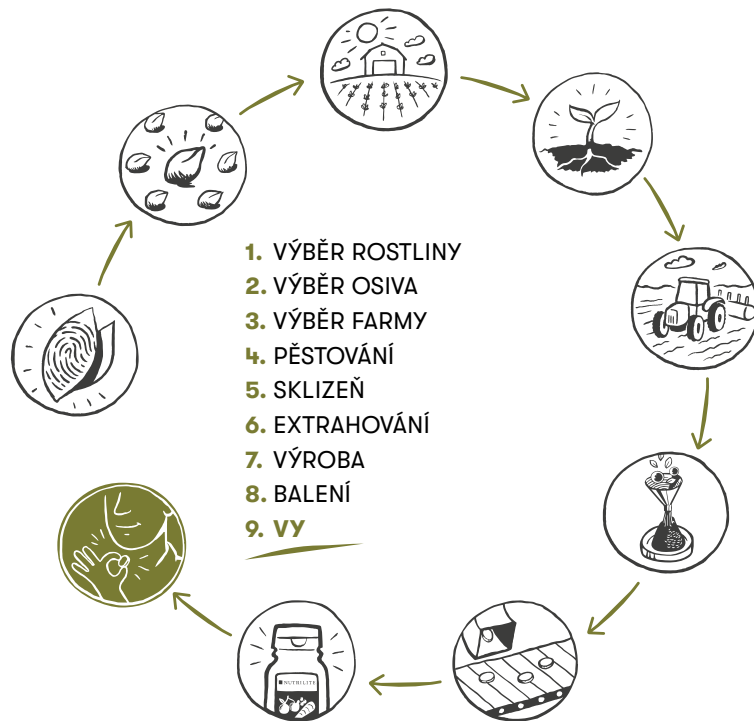 1. VÝBĚR ROSTLINY
2. VÝBĚR OSIVA
3. VÝBĚR FARMY
4. PĚSTOVÁNÍ
5. SKLIZEŇ
6. EXTRAHOVÁNÍ
7. VÝROBA
8. BALENÍ
9. VY
NUTRILITE